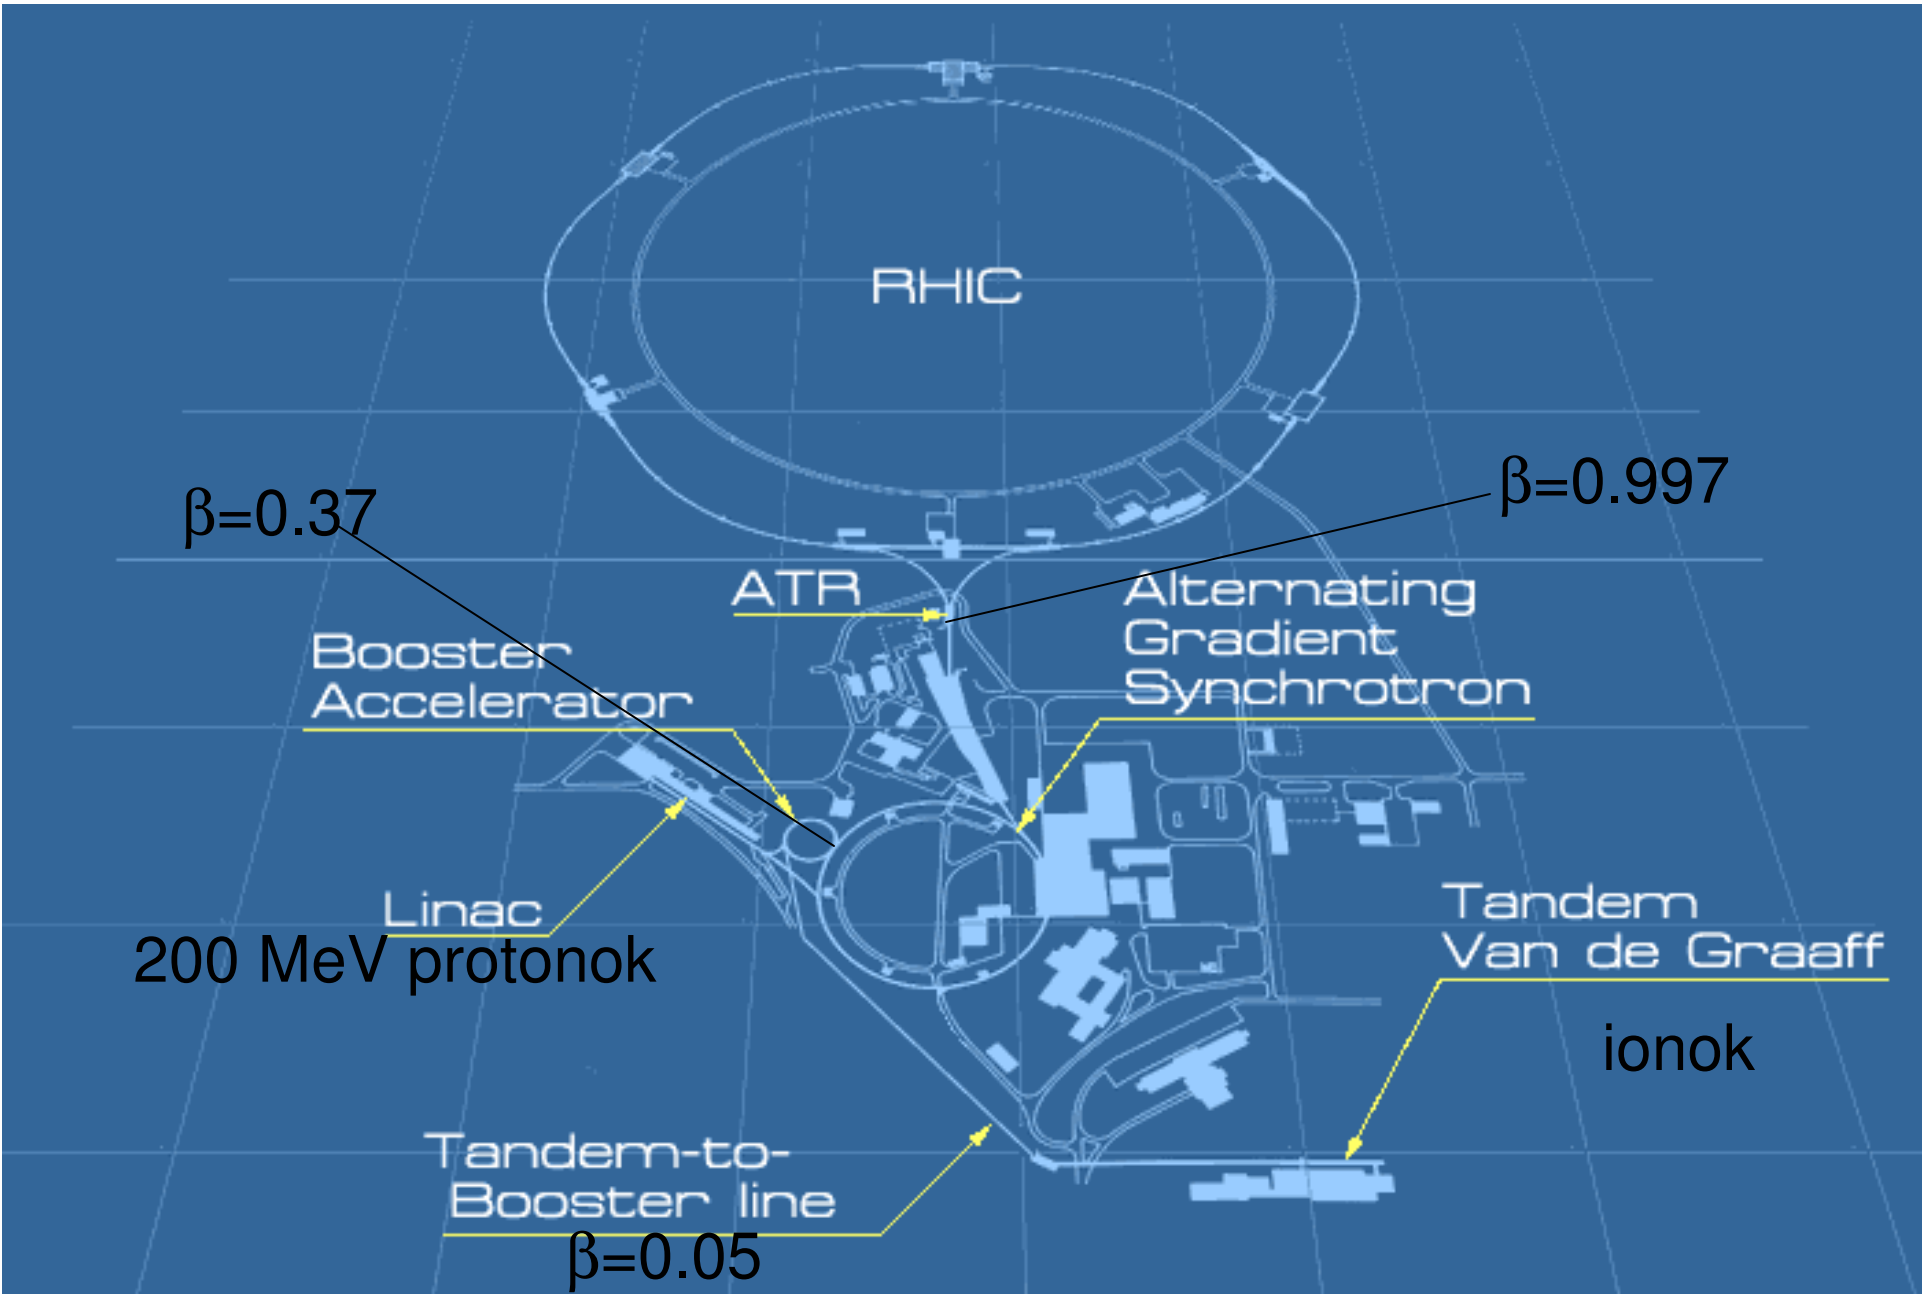 RHIC
β=0.997
β=0.37
ATR
Alternating
Gradient
Synchrotron
Booster
Accelerator
Linac
200 MeV protonok
Tandem
Van de Graaff
ionok
Tandem-to-
Booster line
β=0.05